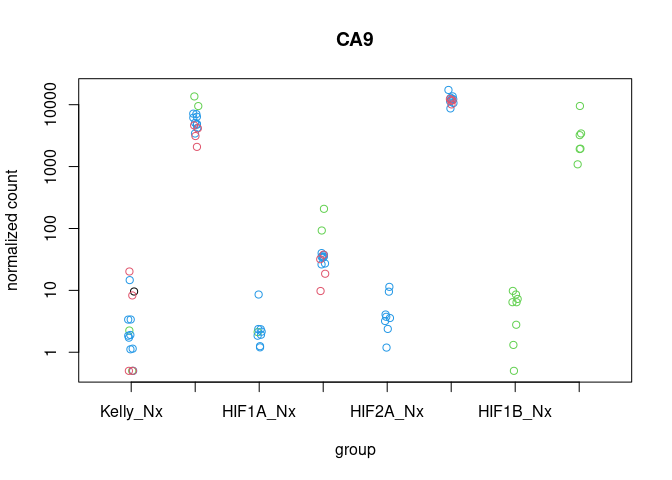 CA9
normalized count
10000
1000
100
10
1
Kelly_Nx HIF1A_Nx HIF2A_Nx HIF1B_Nx
group